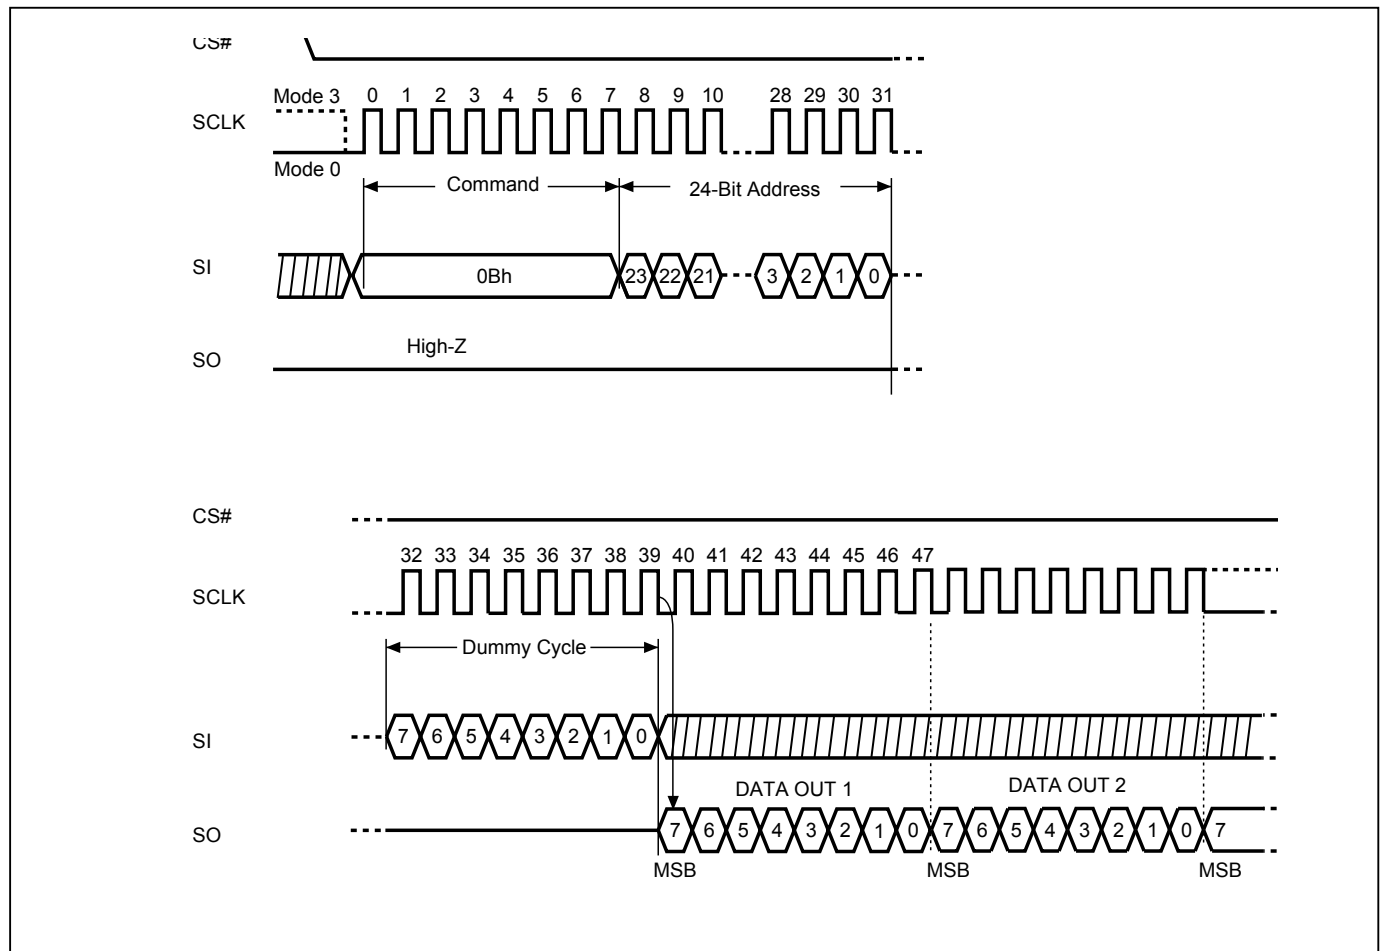 CS#
Mode 3 0 1 2 3 4 5 6 7 8 9 10 28 29 30 31
SCLK
Mode 0
Command 24-Bit Address
SI 0Bh 23 22 21 3 2 1 0
High-Z
SO
CS#
32 33 34 35 36 37 38 39 40 41 42 43 44 45 46 47
SCLK
Dummy Cycle
SI 7 6 5 4 3 2 1 0
DATA OUT 1 DATA OUT 2
SO 7 6 5 4 3 2 1 0 7 6 5 4 3 2 1 0 7
MSB MSB MSB